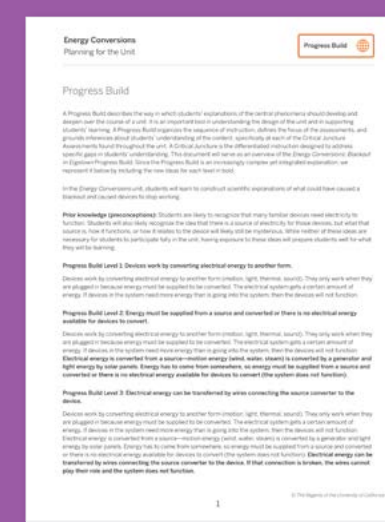 Energy Conversions
Planning for the Unit
Progress Build
Progress Build
A Progress Build describes the way in which students' explanations of the central phenomena should develop and
deepen over the course of a unit. It is an important tool in understanding the design of the unit and in supporting
students' learning. A Progress Build organizes the sequence of instruction, defines the focus of the assessments, and
grounds inferences about students' understanding of the content, specifically at each of the Critical Juncture
Assessments found throughout the unit. A Critical Juncture is the differentiated instruction designed to address
specific gaps in students' understanding. This document will serve as an overview of the Energy Conversions: Blackout
in Ergstown Progress Build. Since the Progress Build is an increasingly complex yet integrated explanation, we
represent it below by including the new ideas for each level in bold.
In the Energy Conversions unit, students will learn to construct scientific explanations of what could have caused a
blackout and caused devices to stop working.
Prior knowledge (preconceptions): Students are likely to recognize that many familiar devices need electricity to
function. Students will also likely recognize the idea that there is a source of electricity for those devices, but what that
source is, how it functions, or how it relates to the device will likely still be mysterious. While neither of these ideas are
necessary for students to participate fully in the unit, having exposure to these ideas will prepare students well for what
they will be learning.
Progress Build Level 1: Devices work by converting electrical energy to another form.
Devices work by converting electrical energy to another form (motion, light, thermal, sound). They only work when they
are plugged in because energy must be supplied to be converted. The electrical system gets a certain amount of
energy. If devices in the system need more energy than is going into the system, then the devices will not function.
Progress Build Level 2: Energy must be supplied from a source and converted or there is no electrical energy
available for devices to convert.
Devices work by converting electrical energy to another form (motion, light, thermal, sound). They only work when they
are plugged in because energy must be supplied to be converted. The electrical system gets a certain amount of
energy. If devices in the system need more energy than is going into the system, then the devices will not function.
Electrical energy is converted from a source—motion energy (wind, water, steam) is converted by a generator and
light energy by solar panels. Energy has to come from somewhere, so energy must be supplied from a source and
converted or there is no electrical energy available for devices to convert (the system does not function).
Progress Build Level 3: Electrical energy can be transferred by wires connecting the source converter to the
device.
Devices work by converting electrical energy to another form (motion, light, thermal, sound). They only work when they
are plugged in because energy must be supplied to be converted. The electrical system gets a certain amount of
energy. If devices in the system need more energy than is going into the system, then the devices will not function.
Electrical energy is converted from a source—motion energy (wind, water, steam) is converted by a generator and light
energy by solar panels. Energy has to come from somewhere, so energy must be supplied from a source and converted
or there is no electrical energy available for devices to convert (the system does not function). Electrical energy can be
transferred by wires connecting the source converter to the device. If that connection is broken, the wires cannot
play their role and the system does not function.
© The Regents of the University of California
1